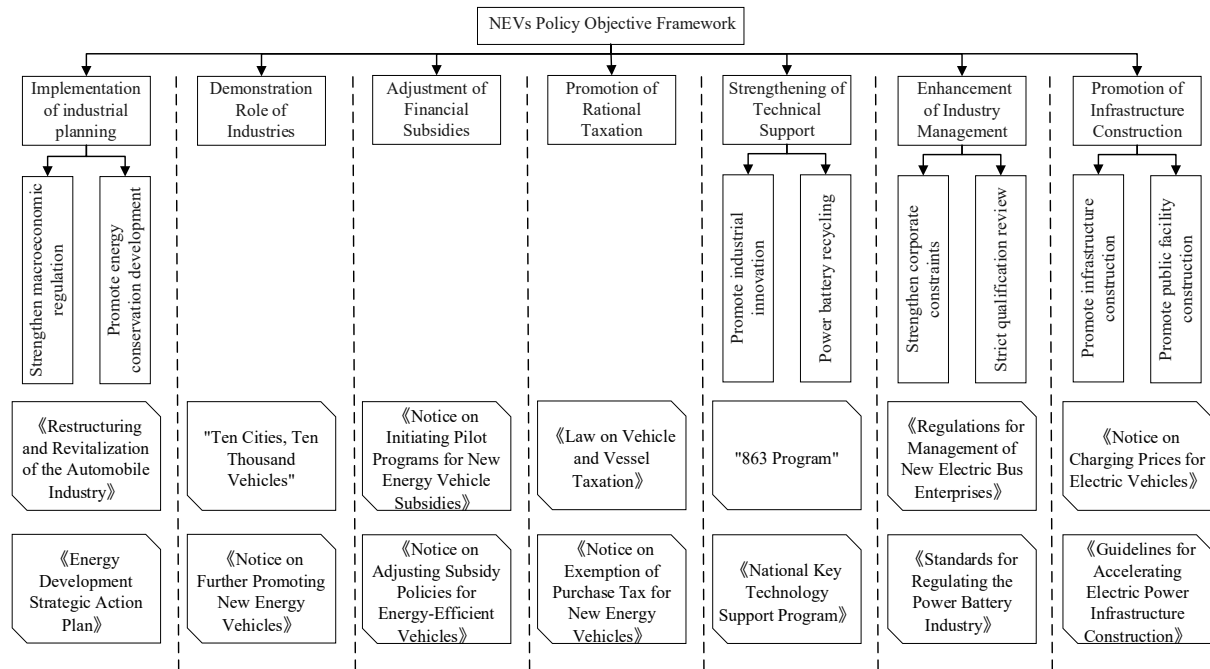 NEVs Policy Objective Framework
Implementation
of industrial
planning
Demonstration
Role of
Industries
Adjustment of
Financial
Subsidies
Promotion of
Rational
Taxation
Strengthening of
Technical
Support
Enhancement
of Industry
Management
Promotion of
Infrastructure
Construction
Strengthen macroeconomic
regulation
Promote energy
conservation development
Promote industrial
innovation
Power battery recycling
Strengthen corporate
constraints
Strict qualification review
Promote infrastructure
construction
Promote public facility
construction
《Restructuring
and Revitalization
of the Automobile
Industry》
"Ten Cities, Ten
Thousand
Vehicles"
《Notice on
Initiating Pilot
Programs for New
Energy Vehicle
Subsidies》
《Law on Vehicle
and Vessel
Taxation》
"863 Program"
《Regulations for
Management of
New Electric Bus
Enterprises》
《Notice on
Charging Prices for
Electric Vehicles》
《Energy
Development
Strategic Action
Plan》
《Notice on
Further Promoting
New Energy
Vehicles》
《Notice on
Adjusting Subsidy
Policies for
Energy-Efficient
Vehicles》
《Notice on
Exemption of
Purchase Tax for
New Energy
Vehicles》
《National Key
Technology
Support Program》
《Standards for
Regulating the
Power Battery
Industry》
《Guidelines for
Accelerating
Electric Power
Infrastructure
Construction》